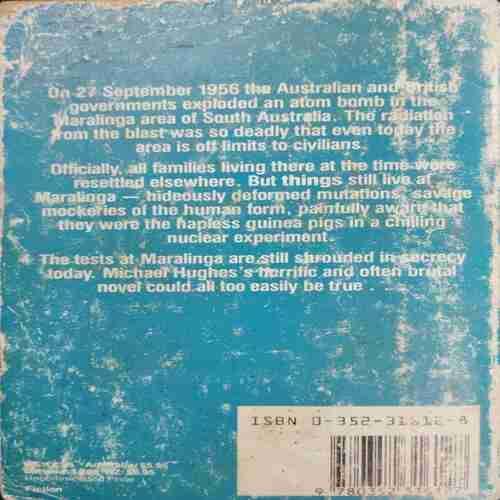 On 27 September 1956 the Australian and British
governments exploded an atom bomb in the
Maralinga area of South Australia. The radiation
from the blast was so deadly that even today the
area is off limits to civilians.
Officially, all families living there at the time were
resettled elsewhere. But things still live at
Maralinga — hideously deformed mutations, savage
mockeries of the human form, painfully aware that
they were the hapless guinea pigs in a chilling
nuclear experiment.
The tests at Maralinga are still shrouded in secrecy
today. Michael Hughes's horrific and often brutal
novel could all too easily be true . . .
ISBN 0-352-31612-8
Fiction